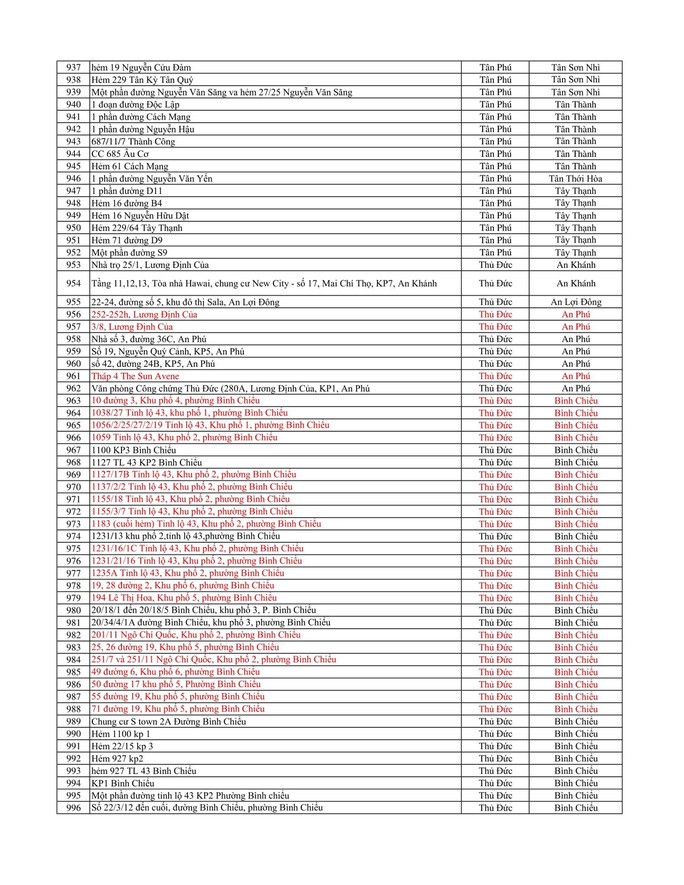 937 hẻm 19 Nguyễn Cửu Đàm Tân Phú Tân Sơn Nhì
938 Hẻm 229 Tân Kỳ Tân Quý Tân Phú Tân Sơn Nhì
939 Một phần đường Nguyễn Văn Săng va hẻm 27/25 Nguyễn Văn Săng Tân Phú Tân Sơn Nhì
940 1 đoạn đường Độc Lập Tân Phú Tân Thành
941 1 phần đường Cách Mạng Tân Phú Tân Thành
942 1 phần đường Nguyễn Hậu Tân Phú Tân Thành
943 687/11/7 Thành Công Tân Phú Tân Thành
944 CC 685 Âu Cơ Tân Phú Tân Thành
945 Hẻm 61 Cách Mạng Tân Phú Tân Thành
946 1 phần đường Nguyễn Văn Yến Tân Phú Tân Thới Hòa
947 1 phần đường D11 Tân Phú Tây Thạnh
948 Hẻm 16 đường B4 Tân Phú Tây Thạnh
949 Hẻm 16 Nguyễn Hữu Dật Tân Phú Tây Thạnh
950 Hẻm 229/64 Tây Thạnh Tân Phú Tây Thạnh
951 Hẻm 71 đường D9 Tân Phú Tây Thạnh
952 Một phần đường S9 Tân Phú Tây Thạnh
953 Nhà trọ 25/1, Lương Định Của Thủ Đức An Khánh
954 Tầng 11,12,13, Tòa nhà Hawai, chung cư New City - số 17, Mai Chí Thọ, KP7, An Khánh Thủ Đức An Khánh
955 22-24, đường số 5, khu đô thị Sala, An Lợi Đông Thủ Đức An Lợi Đông
956 252-252h, Lương Định Của Thủ Đức An Phú
957 3/8, Lương Định Của Thủ Đức An Phú
958 Nhà số 3, đường 36C, An Phú Thủ Đức An Phú
959 Số 19, Nguyễn Quý Cảnh, KP5, An Phú Thủ Đức An Phú
960 số 42, đường 24B, KP5, An Phú Thủ Đức An Phú
961 Tháp 4 The Sun Avene Thủ Đức An Phú
962 Văn phòng Công chứng Thủ Đức (280A, Lương Định Của, KP1, An Phú Thủ Đức An Phú
963 10 đường 3, Khu phố 4, phường Bình Chiểu Thủ Đức Bình Chiểu
964 1038/27 Tỉnh lộ 43, khu phố 1, phường Bình Chiểu Thủ Đức Bình Chiểu
965 1056/2/25/27/2/19 Tỉnh lộ 43, Khu phố 1, phường Bình Chiểu Thủ Đức Bình Chiểu
966 1059 Tỉnh lộ 43, Khu phố 2, phường Bình Chiểu Thủ Đức Bình Chiểu
967 1100 KP3 Bình Chiểu Thủ Đức Bình Chiểu
968 1127 TL 43 KP2 Bình Chiểu Thủ Đức Bình Chiểu
969 1127/17B Tỉnh lộ 43, Khu phố 2, phường Bình Chiểu Thủ Đức Bình Chiểu
970 1137/2/2 Tỉnh lộ 43, Khu phố 2, phường Bình Chiểu Thủ Đức Bình Chiểu
971 1155/18 Tỉnh lộ 43, Khu phố 2, phường Bình Chiểu Thủ Đức Bình Chiểu
972 1155/3/7 Tỉnh lộ 43, Khu phố 2, phường Bình Chiểu Thủ Đức Bình Chiểu
973 1183 (cuối hẻm) Tỉnh lộ 43, Khu phố 2, phường Bình Chiểu Thủ Đức Bình Chiểu
974 1231/13 khu phố 2,tỉnh lộ 43,phường Bình Chiểu Thủ Đức Bình Chiểu
975 1231/16/1C Tỉnh lộ 43, Khu phố 2, phường Bình Chiểu Thủ Đức Bình Chiểu
976 1231/21/16 Tỉnh lộ 43, Khu phố 2, phường Bình Chiểu Thủ Đức Bình Chiểu
977 1235A Tỉnh lộ 43, Khu phố 2, phường Bình Chiểu Thủ Đức Bình Chiểu
978 19, 28 đường 2, Khu phố 6, phường Bình Chiểu Thủ Đức Bình Chiểu
979 194 Lê Thị Hoa, Khu phố 5, phường Bình Chiểu Thủ Đức Bình Chiểu
980 20/18/1 đến 20/18/5 Bình Chiểu, khu phố 3, P. Bình Chiểu Thủ Đức Bình Chiểu
981 20/34/4/1A đường Bình Chiểu, khu phố 3, phường Bình Chiểu Thủ Đức Bình Chiểu
982 201/11 Ngô Chí Quốc, Khu phố 2, phường Bình Chiểu Thủ Đức Bình Chiểu
983 25, 26 đường 19, Khu phố 5, phường Bình Chiểu Thủ Đức Bình Chiểu
984 251/7 và 251/11 Ngô Chí Quốc, Khu phố 2, phường Bình Chiểu Thủ Đức Bình Chiểu
985 49 đường 6, Khu phố 6, phường Bình Chiểu Thủ Đức Bình Chiểu
986 50 đường 17 khu phố 5, Phường Bình Chiểu Thủ Đức Bình Chiểu
987 55 đường 19, Khu phố 5, phường Bình Chiểu Thủ Đức Bình Chiểu
988 71 đường 19, Khu phố 5, phường Bình Chiểu Thủ Đức Bình Chiểu
989 Chung cư S town 2A Đường Bình Chiểu Thủ Đức Bình Chiểu
990 Hẻm 1100 kp 1 Thủ Đức Bình Chiểu
991 Hẻm 22/15 kp 3 Thủ Đức Bình Chiểu
992 Hẻm 927 kp2 Thủ Đức Bình Chiểu
993 hẻm 927 TL 43 Bình Chiểu Thủ Đức Bình Chiểu
994 KP1 Bình Chiểu Thủ Đức Bình Chiểu
995 Một phần đường tỉnh lộ 43 KP2 Phường Bình chiểu Thủ Đức Bình Chiểu
996 Số 22/3/12 đến cuối, đường Bình Chiểu, phường Bình Chiểu Thủ Đức Bình Chiểu